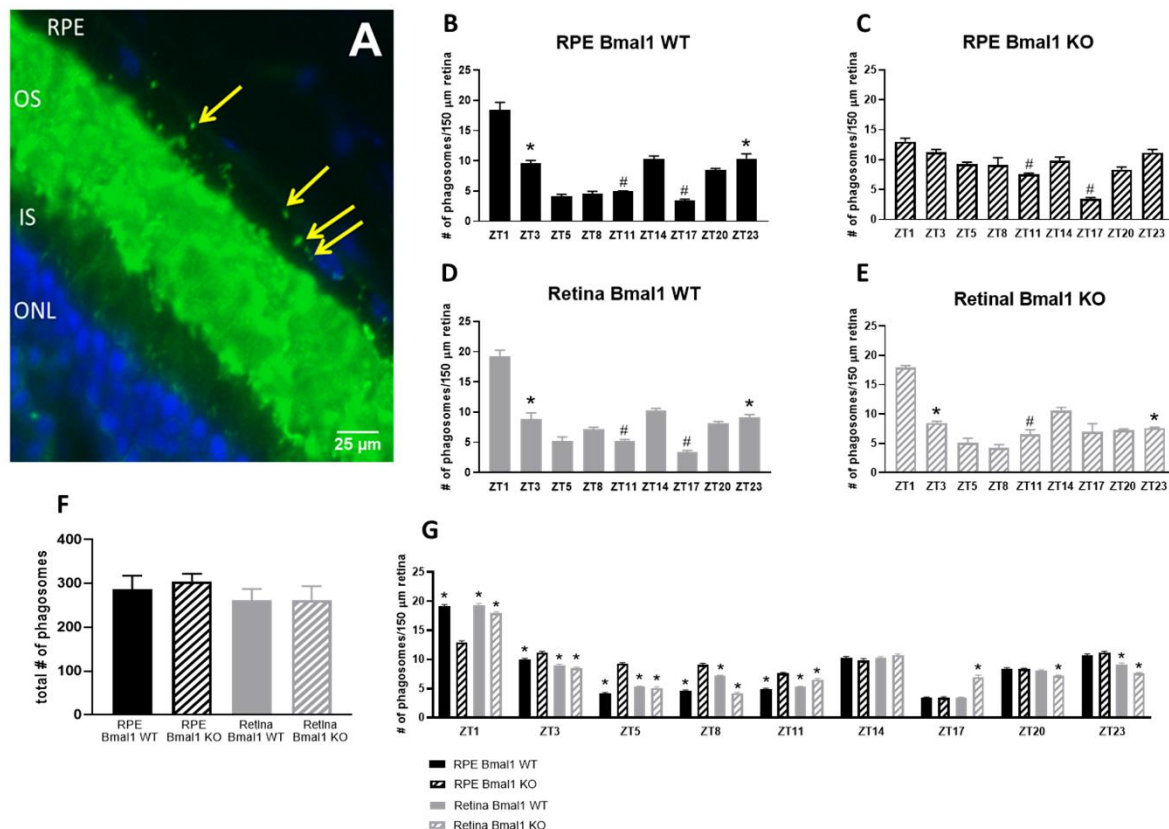 A
RPE
OS
IS
ONL
25 µm
B
RPE Bmal1 WT
# of phagosomes/150 µm retina
25
20
15
10
5
0
*
#
#
*
ZT1 ZT3 ZT5 ZT8 ZT11 ZT14 ZT17 ZT20 ZT23
C
RPE Bmal1 KO
# of phagosomes/150 µm retina
25
20
15
10
5
0
#
#
ZT1 ZT3 ZT5 ZT8 ZT11 ZT14 ZT17 ZT20 ZT23
D
Retina Bmal1 WT
# of phagosomes/150 µm retina
25
20
15
10
5
0
*
#
#
*
ZT1 ZT3 ZT5 ZT8 ZT11 ZT14 ZT17 ZT20 ZT23
E
Retinal Bmal1 KO
# of phagosomes/150 µm retina
25
20
15
10
5
0
*
#
*
ZT1 ZT3 ZT5 ZT8 ZT11 ZT14 ZT17 ZT20 ZT23
F
total # of phagosomes
400
300
200
100
0
RPE RPE Retina Retina
Bmal1 WT Bmal1 KO Bmal1 WT Bmal1 KO
G
# of phagosomes/150 µm retina
25
20
15
10
5
0
* * *
* * *
* * *
* * *
* * *
*
*
* *
ZT1 ZT3 ZT5 ZT8 ZT11 ZT14 ZT17 ZT20 ZT23
RPE Bmal1 WT
RPE Bmal1 KO
Retina Bmal1 WT
Retina Bmal1 KO